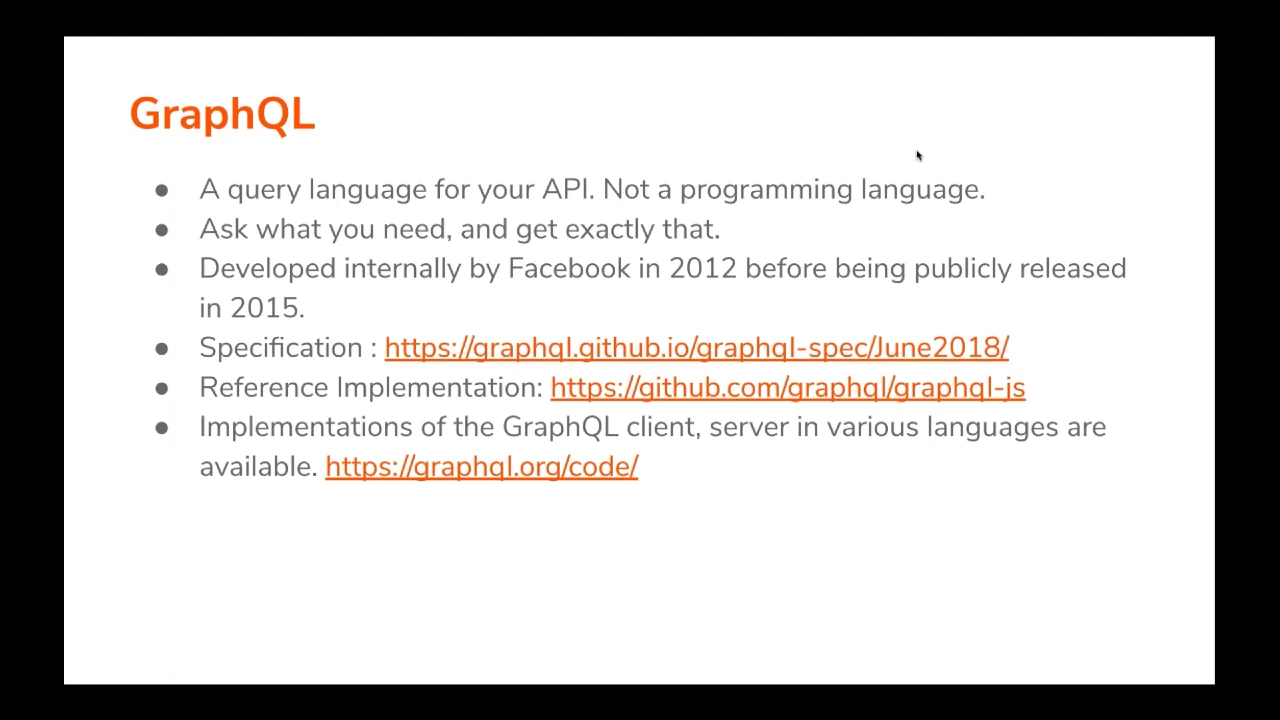 GraphQL
● A query language for your API. Not a programming language.
● Ask what you need, and get exactly that.
● Developed internally by Facebook in 2012 before being publicly released
in 2015.
● Specification : https://graphql.github.io/graphql-spec/June2018/
● Reference Implementation: https://github.com/graphql/graphql-js
● Implementations of the GraphQL client, server in various languages are
available. https://graphql.org/code/